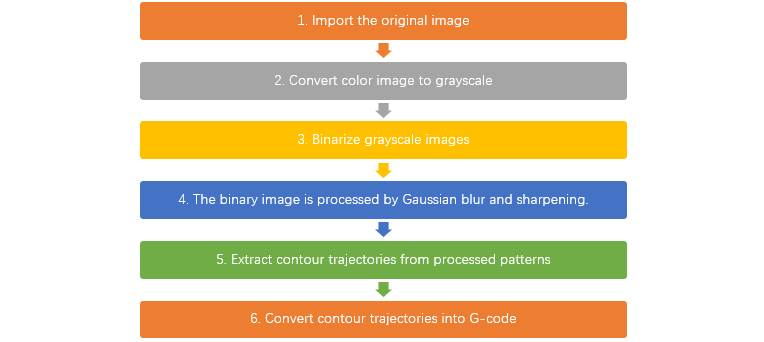 1. Import the original image
2. Convert color image to grayscale
3. Binarize grayscale images
4. The binary image is processed by Gaussian blur and sharpening.
5. Extract contour trajectories from processed patterns
6. Convert contour trajectories into G-code